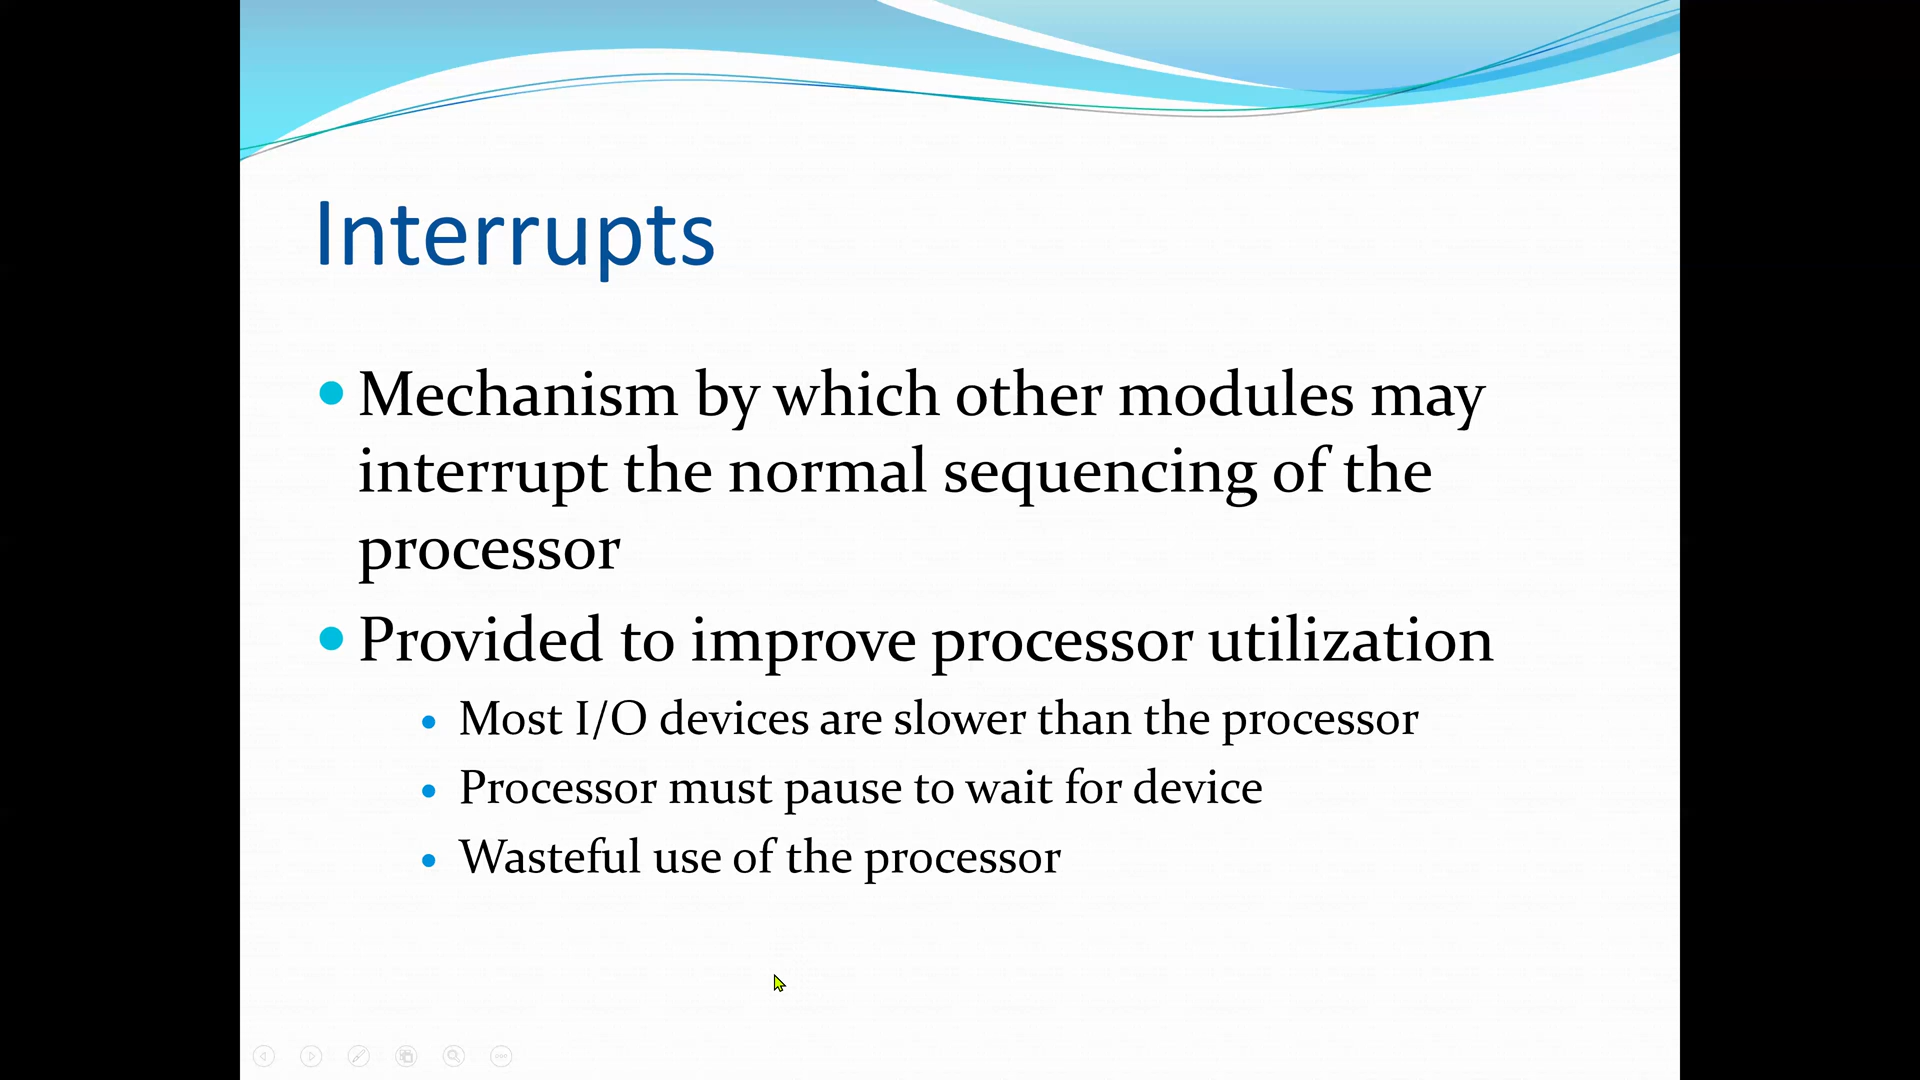 Interrupts
Mechanism by which other modules may
interrupt the normal sequencing of the
processor
Provided to improve processor utilization
Most I/O devices are slower than the processor
Processor must pause to wait for device
Wasteful use of the processor